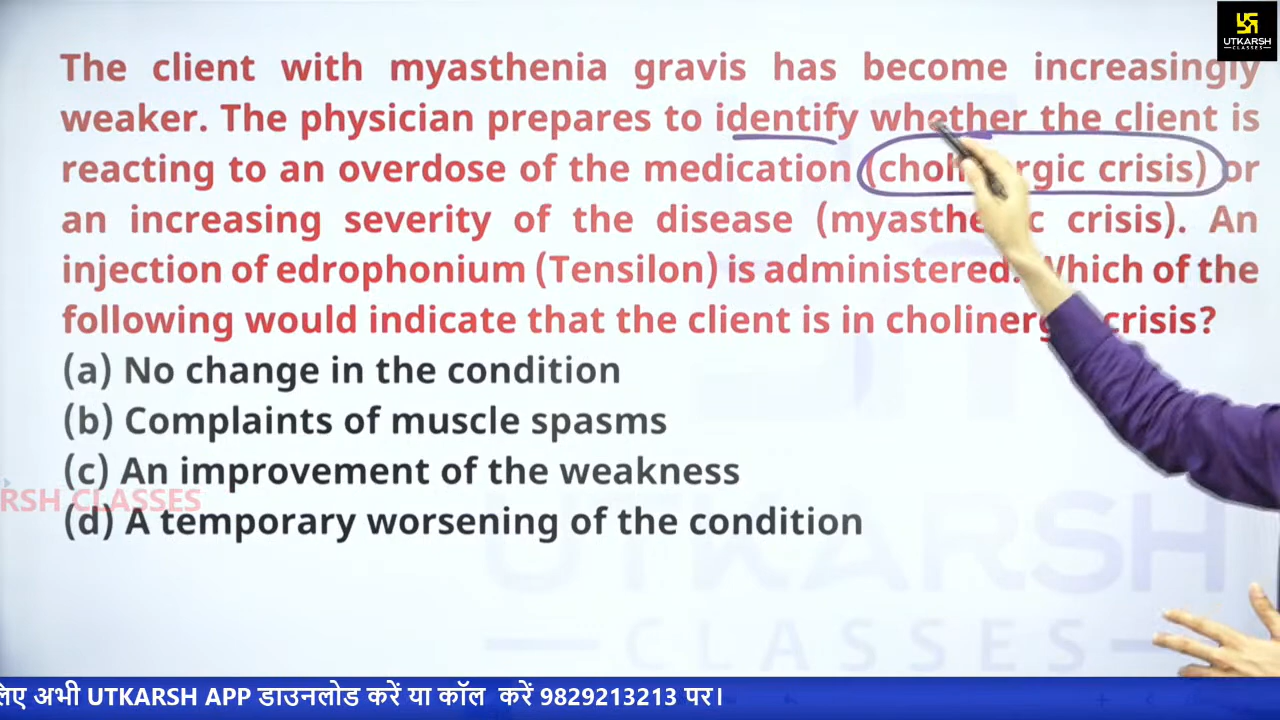 UTKARSH
CLASSES
The client with myasthenia gravis has become increasingly
weaker. The physician prepares to identify whether the client is
reacting to an overdose of the medication (cholinergic crisis) or
an increasing severity of the disease (myasthenic crisis). An
injection of edrophonium (Tensilon) is administered. Which of the
following would indicate that the client is in cholinergic crisis?
(a) No change in the condition
(b) Complaints of muscle spasms
(c) An improvement of the weakness
ARSH CLASSES
(d) A temporary worsening of the condition
UTKARSH
CLASSES
अभी UTKARSH APP डाउनलोड करें या कॉल करें 9829213213 पर।